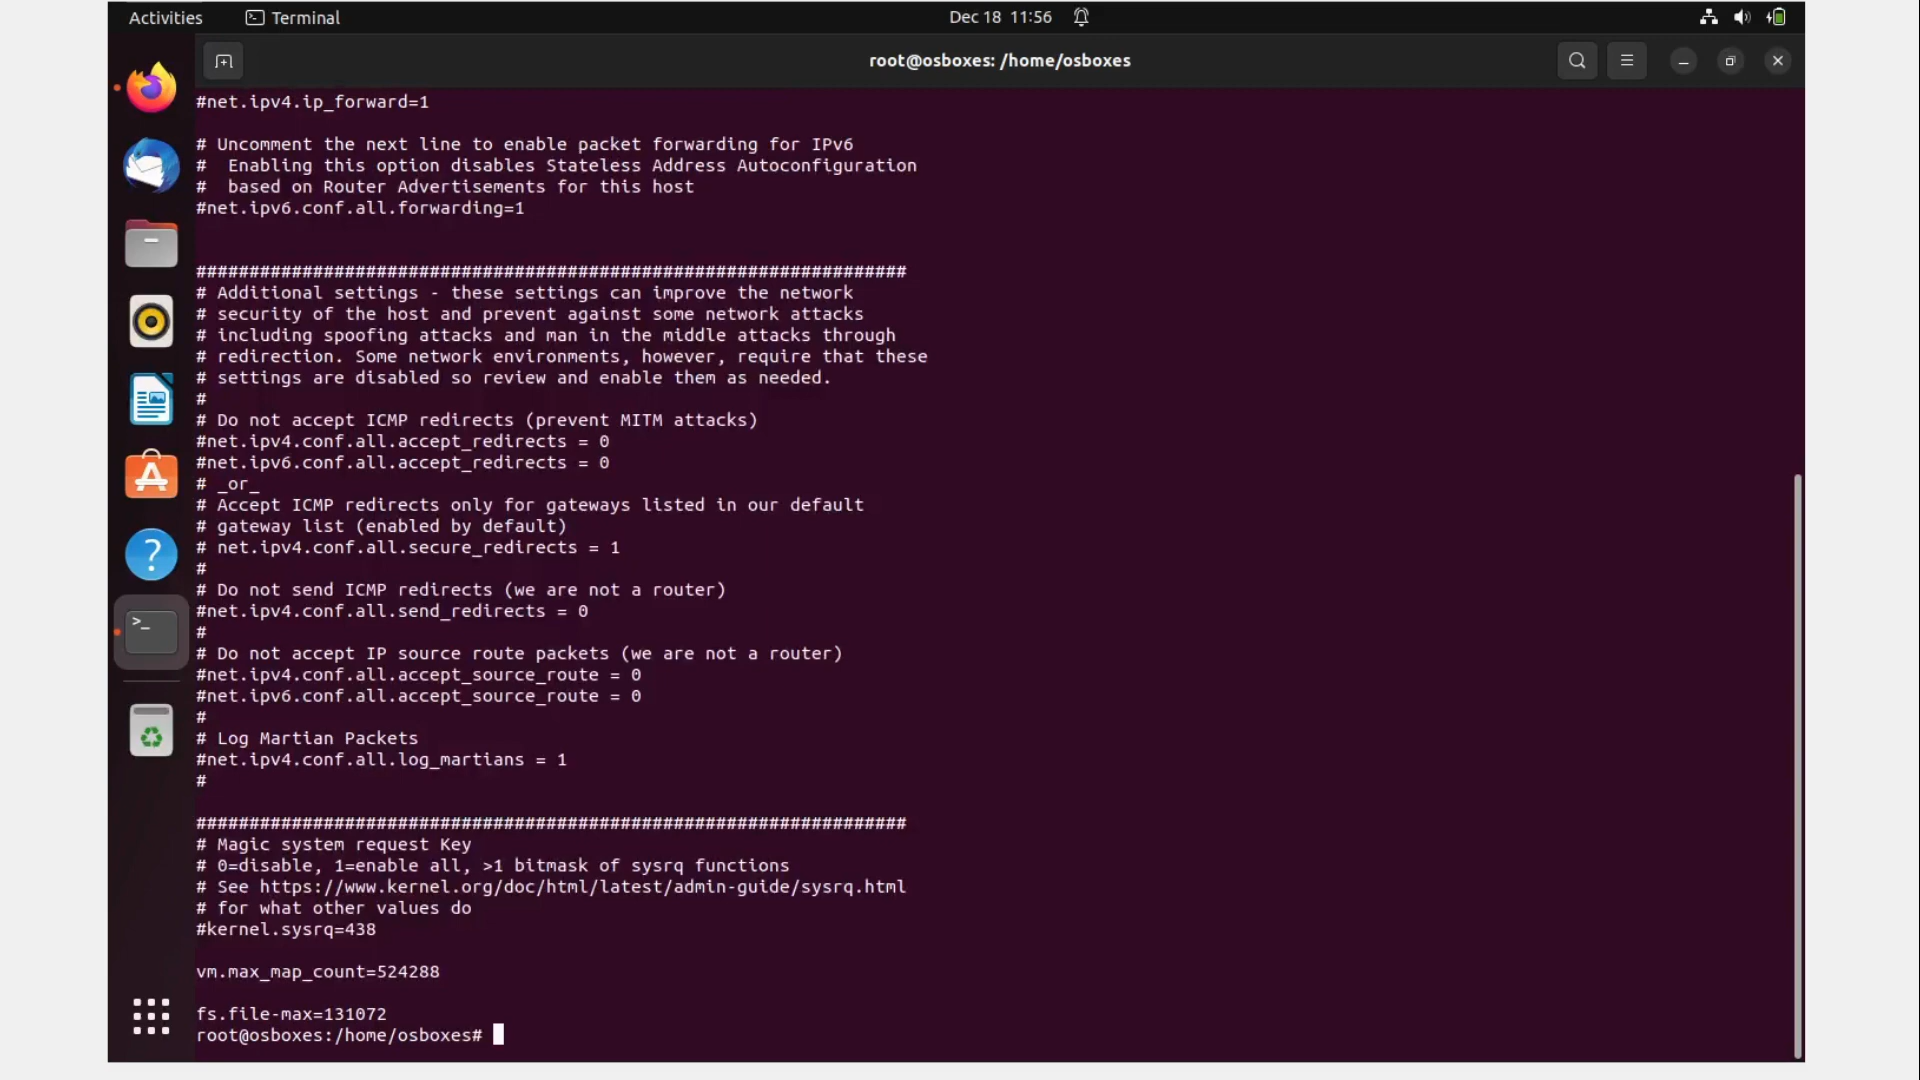 Activities
Terminal
Dec 18 11:56
root@osboxes: /home/osboxes
#net.ipv4.ip_forward=1
# Uncomment the next line to enable packet forwarding for IPv6
#  Enabling this option disables Stateless Address Autoconfiguration
#  based on Router Advertisements for this host
#net.ipv6.conf.all.forwarding=1
###################################################################
# Additional settings - these settings can improve the network
# security of the host and prevent against some network attacks
# including spoofing attacks and man in the middle attacks through
# redirection. Some network environments, however, require that these
# settings are disabled so review and enable them as needed.
#
# Do not accept ICMP redirects (prevent MITM attacks)
#net.ipv4.conf.all.accept_redirects = 0
#net.ipv6.conf.all.accept_redirects = 0
# _or_
# Accept ICMP redirects only for gateways listed in our default
# gateway list (enabled by default)
# net.ipv4.conf.all.secure_redirects = 1
#
# Do not send ICMP redirects (we are not a router)
#net.ipv4.conf.all.send_redirects = 0
#
# Do not accept IP source route packets (we are not a router)
#net.ipv4.conf.all.accept_source_route = 0
#net.ipv6.conf.all.accept_source_route = 0
#
# Log Martian Packets
#net.ipv4.conf.all.log_martians = 1
#
###################################################################
# Magic system request Key
# 0=disable, 1=enable all, >1 bitmask of sysrq functions
# See https://www.kernel.org/doc/html/latest/admin-guide/sysrq.html
# for what other values do
#kernel.sysrq=438
vm.max_map_count=524288
fs.file-max=131072
root@osboxes:/home/osboxes#